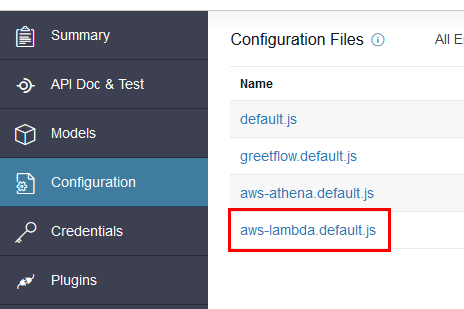 Summary
API Doc & Test
Models
Configuration
Credentials
Plugins
Configuration Files
All E
Name
default.js
greetflow.default.js
aws-athena.default.js
aws-lambda.default.js